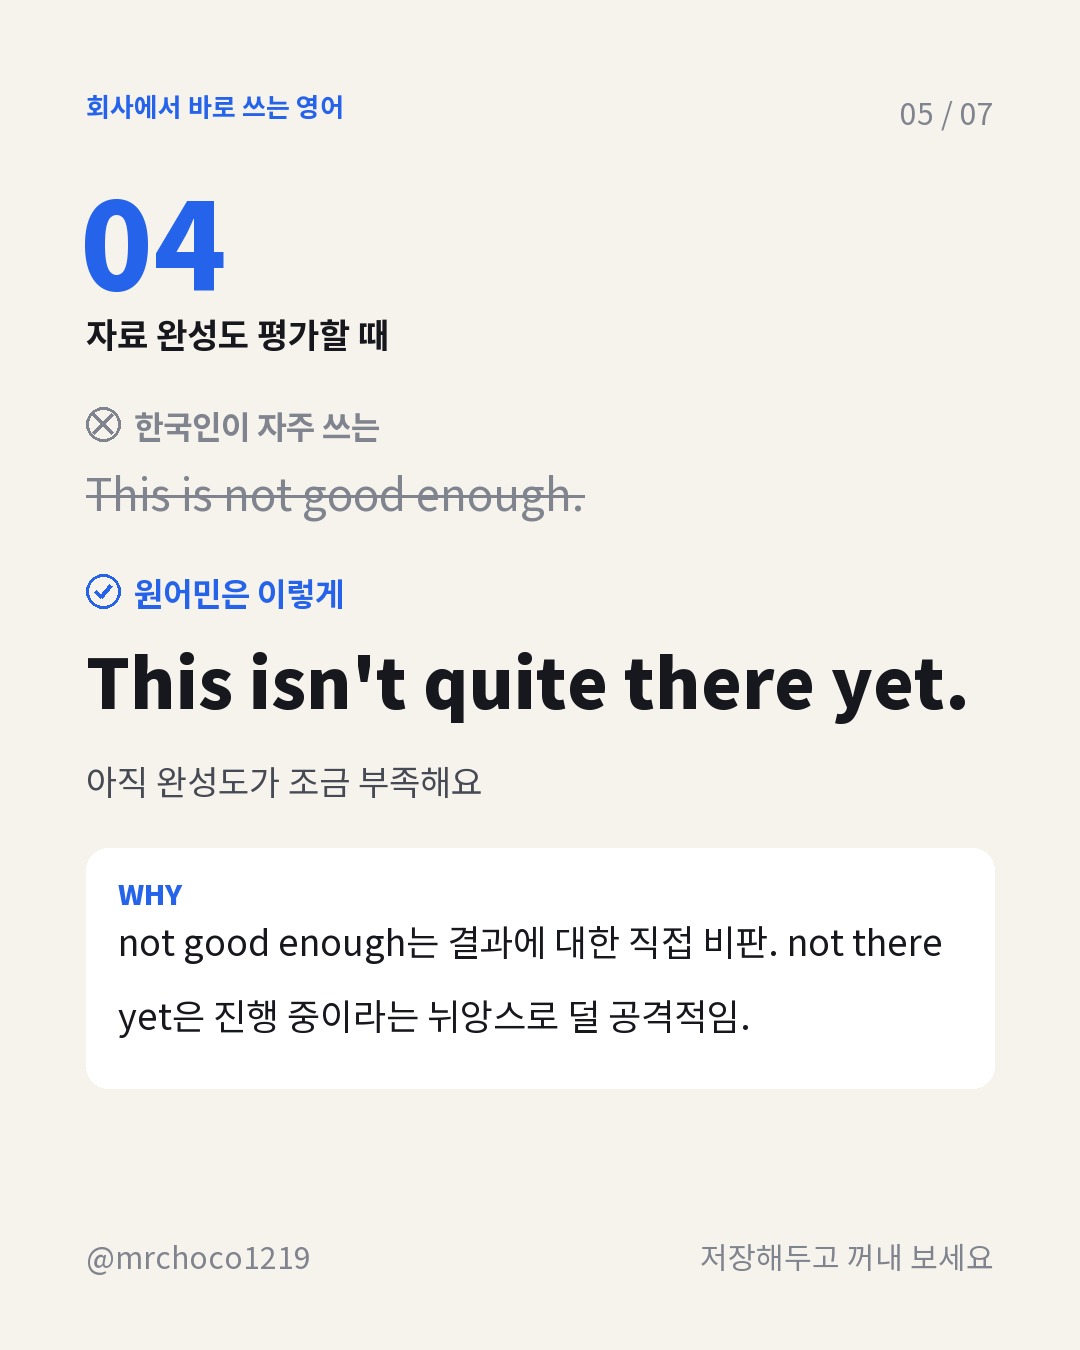 회사에서 바로 쓰는 영어
05 / 07
04
자료 완성도 평가할 때
한국인이 자주 쓰는
This is not good enough.
원어민은 이렇게
This isn't quite there yet.
아직 완성도가 조금 부족해요
WHY
not good enough는 결과에 대한 직접 비판. not there
yet은 진행 중이라는 뉘앙스로 덜 공격적임.
@mrchoco1219
저장해두고 꺼내 보세요